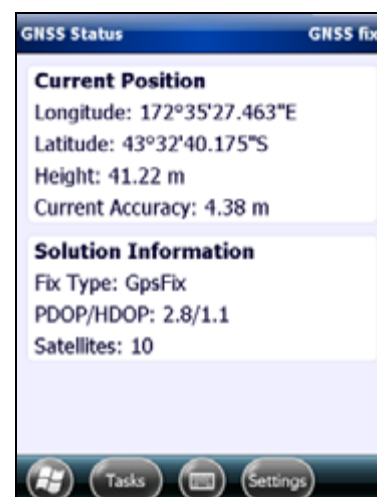 GNSS Status GNSS fix
Current Position
Longitude: 172°35'27.463"E
Latitude: 43°32'40.175"S
Height: 41.22 m
Current Accuracy: 4.38 m
Solution Information
Fix Type: GpsFix
PDOP/HDOP: 2.8/1.1
Satellites: 10
Tasks Settings